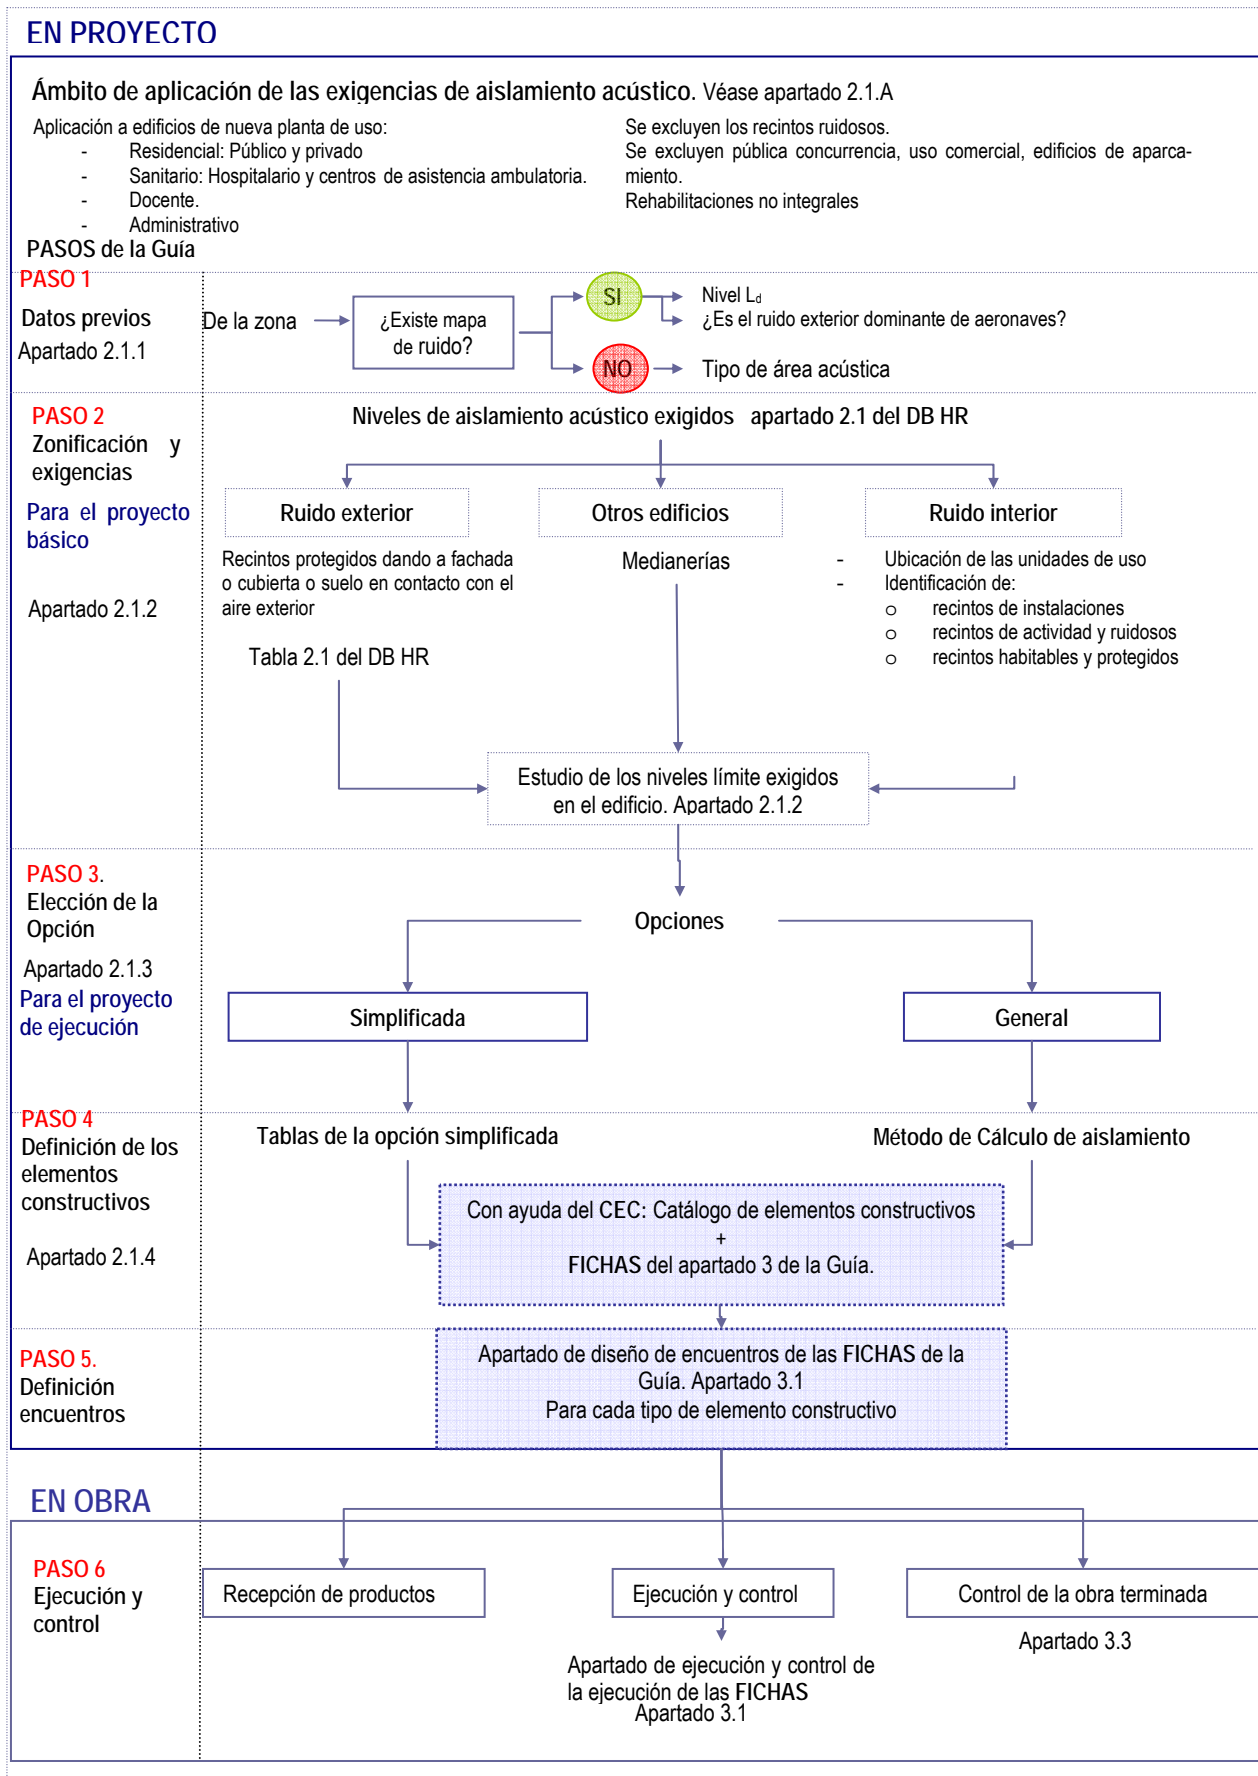 EN PROYECTO
Ámbito de aplicación de las exigencias de aislamiento acústico. Véase apartado 2.1.A
Aplicación a edificios de nueva planta de uso:
- Residencial: Público y privado
- Sanitario: Hospitalario y centros de asistencia ambulatoria.
- Docente.
- Administrativo
Se excluyen los recintos ruidosos.
Se excluyen pública concurrencia, uso comercial, edificios de aparca-
miento.
Rehabilitaciones no integrales
PASOS de la Guía
PASO 1
Datos previos
Apartado 2.1.1
De la zona
¿Existe mapa
de ruido?
SI
Nivel Ld
¿Es el ruido exterior dominante de aeronaves?
NO
Tipo de área acústica
PASO 2
Zonificación y
exigencias
Para el proyecto
básico
Apartado 2.1.2
Niveles de aislamiento acústico exigidos apartado 2.1 del DB HR
Ruido exterior
Recintos protegidos dando a fachada
o cubierta o suelo en contacto con el
aire exterior
Tabla 2.1 del DB HR
Otros edificios
Medianerías
Ruido interior
- Ubicación de las unidades de uso
- Identificación de:
o recintos de instalaciones
o recintos de actividad y ruidosos
o recintos habitables y protegidos
Estudio de los niveles límite exigidos
en el edificio. Apartado 2.1.2
PASO 3.
Elección de la
Opción
Apartado 2.1.3
Para el proyecto
de ejecución
Opciones
Simplificada
General
PASO 4
Definición de los
elementos
constructivos
Apartado 2.1.4
Tablas de la opción simplificada
Método de Cálculo de aislamiento
Con ayuda del CEC: Catálogo de elementos constructivos
+
FICHAS del apartado 3 de la Guía.
PASO 5.
Definición
encuentros
Apartado de diseño de encuentros de las FICHAS de la
Guía. Apartado 3.1
Para cada tipo de elemento constructivo
EN OBRA
PASO 6
Ejecución y
control
Recepción de productos
Ejecución y control
Apartado de ejecución y control de
la ejecución de las FICHAS
Apartado 3.1
Control de la obra terminada
Apartado 3.3